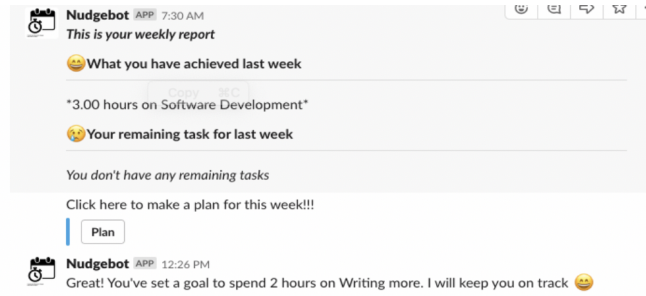 Nudgebot APP 7:30 AM
This is your weekly report
😄What you have achieved last week
Copy ⌘C
*3.00 hours on Software Development*
😢Your remaining task for last week
You don't have any remaining tasks
Click here to make a plan for this week!!!
Plan
Nudgebot APP 12:26 PM
Great! You've set a goal to spend 2 hours on Writing more. I will keep you on track 😄